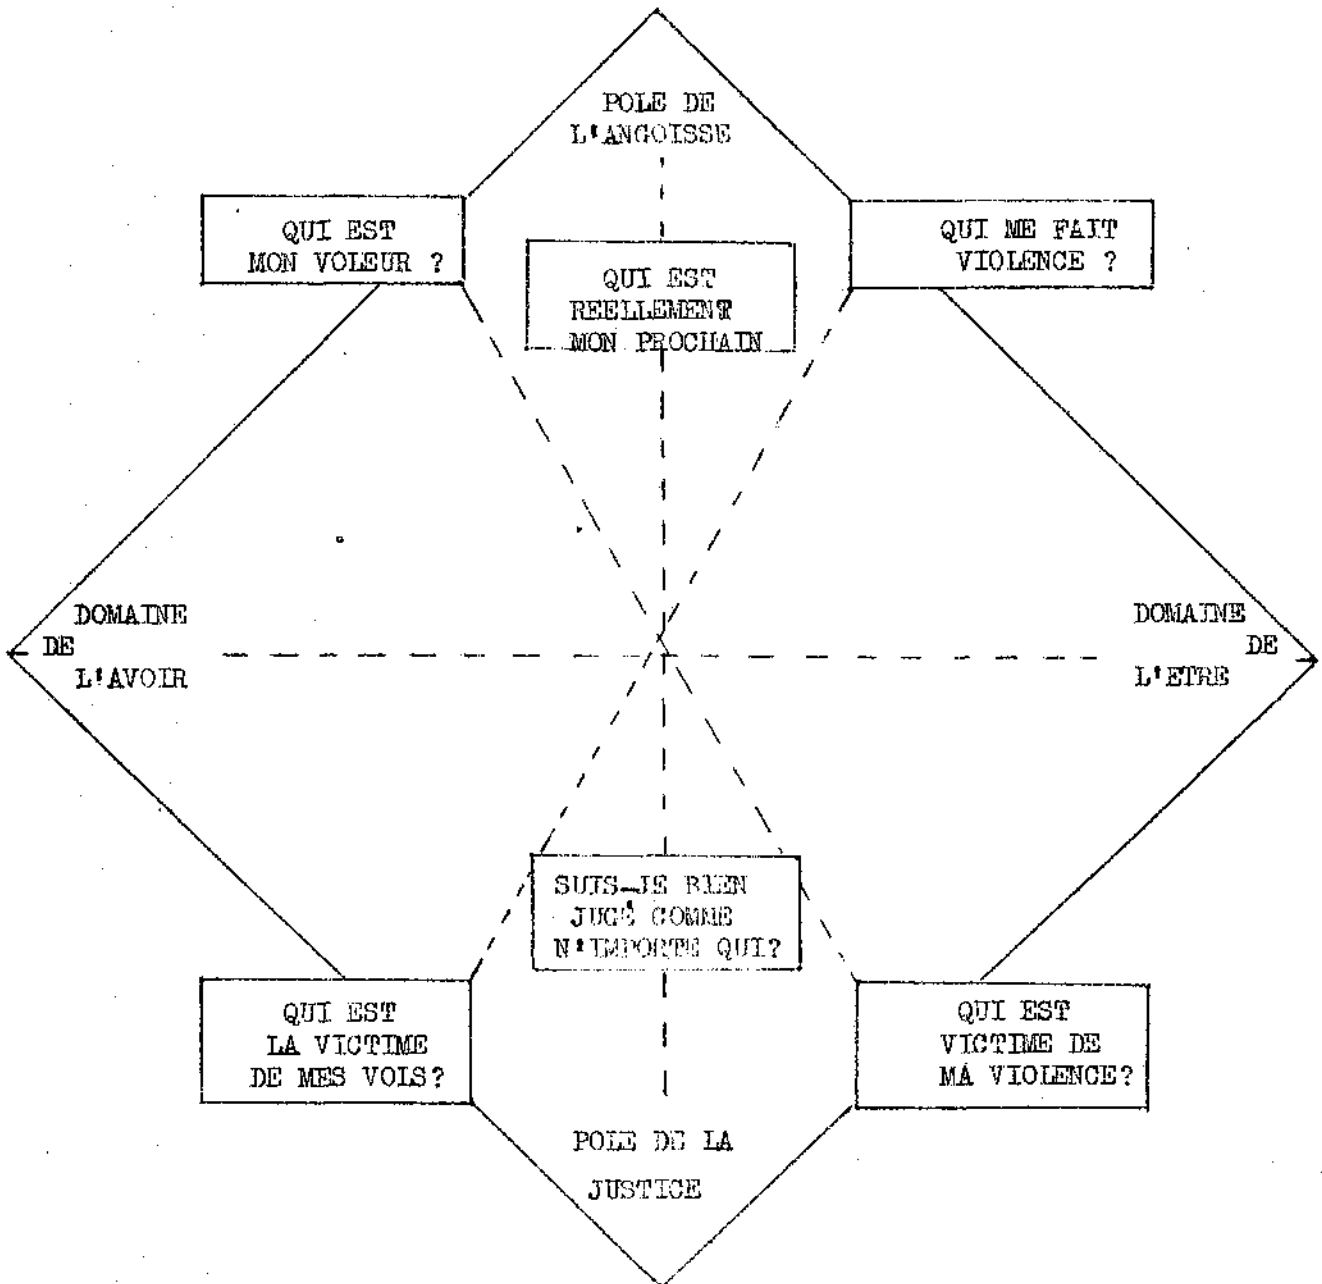 POLE DE
L'ANGOISSE
QUI EST
MON VOLEUR ?
QUI ME FAIT
VIOLENCE ?
QUI EST
REELLEMENT
MON PROCHAIN
DOMAINE
DE
L'AVOIR
DOMAINE
DE
L'ETRE
SUIS-JE BIEN
JUGÉ COMME
N'IMPORTE QUI?
QUI EST
LA VICTIME
DE MES VOLS?
QUI EST
VICTIME DE
MA VIOLENCE?
POLE DE LA
JUSTICE